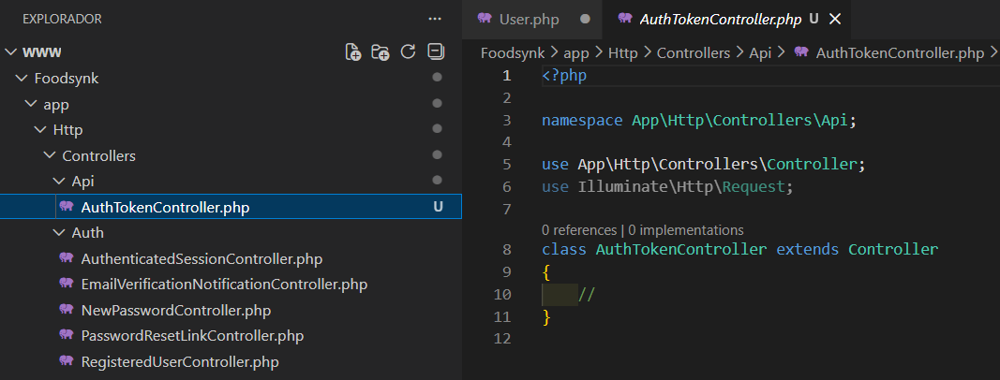 EXPLORADOR
WWW
Foodsynk
app
Http
Controllers
Api
AuthTokenController.php U
Auth
AuthenticatedSessionController.php
EmailVerificationNotificationController.php
NewPasswordController.php
PasswordResetLinkController.php
RegisteredUserController.php
User.php
AuthTokenController.php U
Foodsynk > app > Http > Controllers > Api > AuthTokenController.php >
1 <?php
2
3 namespace App\Http\Controllers\Api;
4
5 use App\Http\Controllers\Controller;
6 use Illuminate\Http\Request;
7
0 references | 0 implementations
8 class AuthTokenController extends Controller
9 {
10 //
11 }
12